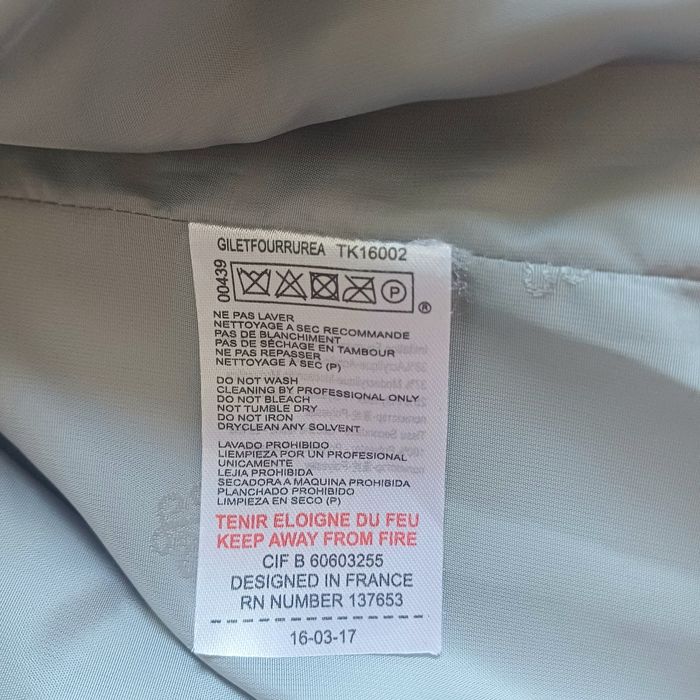 GILETFOURRUREA TK16002
00439
P
®
NE PAS LAVER
NETTOYAGE A SEC RECOMMANDE
PAS DE BLANCHIMENT
PAS DE SÉCHAGE EN TAMBOUR
NE PAS REPASSER
NETTOYAGE À SEC (P)
DO NOT WASH
CLEANING BY PROFESSIONAL ONLY
DO NOT BLEACH
NOT TUMBLE DRY
DO NOT IRON
DRYCLEAN ANY SOLVENT
LAVADO PROHIBIDO
LIEMPIEZA POR UN PROFESIONAL
UNICAMENTE
LEJIA PROHIBIDA
SECADORA A MAQUINA PROHIBIDA
PLANCHADO PROHIBIDO
LIMPIEZA EN SECO (P)
TENIR ELOIGNE DU FEU
KEEP AWAY FROM FIRE
CIF B 60603255
DESIGNED IN FRANCE
RN NUMBER 137653
16-03-17